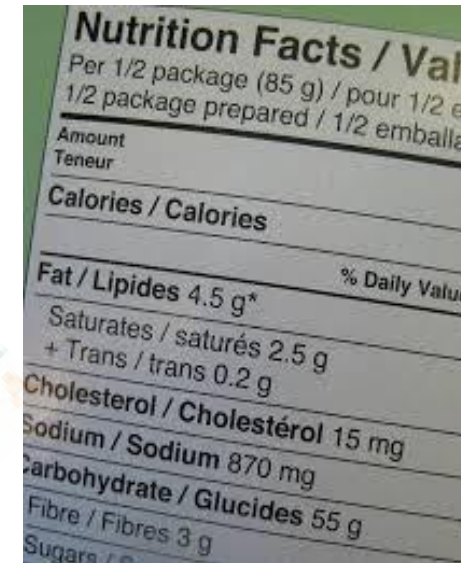 Nutrition Facts / Val
Per 1/2 package (85 g) / pour 1/2 e
1/2 package prepared / 1/2 emballa
Amount
Teneur
Calories / Calories
% Daily Value
Fat / Lipides 4.5 g*
Saturates / saturés 2.5 g
+ Trans / trans 0.2 g
Cholesterol / Cholestérol 15 mg
Sodium / Sodium 870 mg
Carbohydrate / Glucides 55 g
Fibre / Fibres 3 g
Sugars /